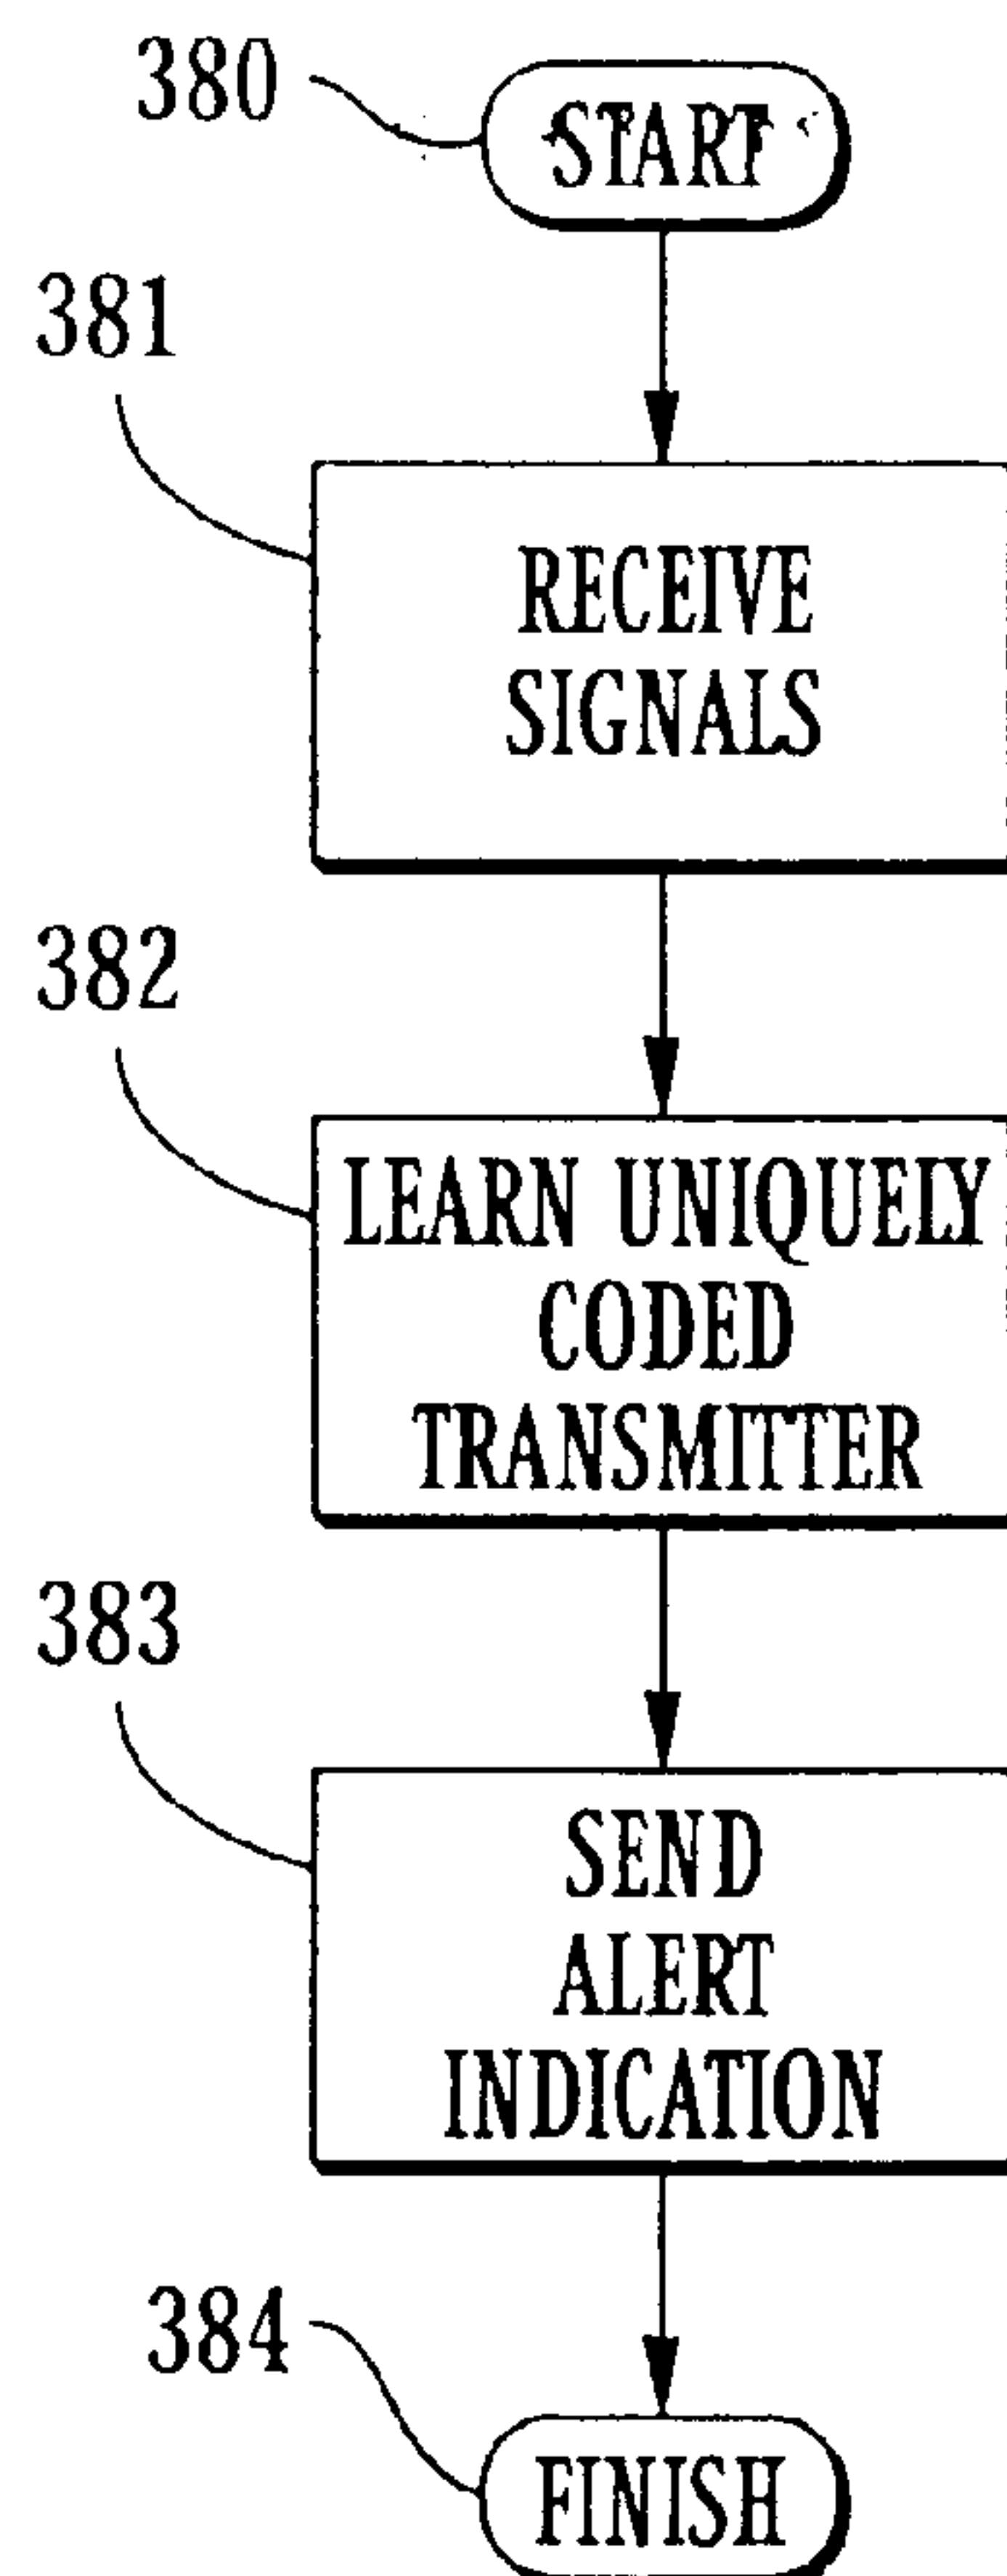 380
START
381
RECEIVE
SIGNALS
382
LEARN UNIQUELY
CODED
TRANSMITTER
383
SEND
ALERT
INDICATION
384
FINISH